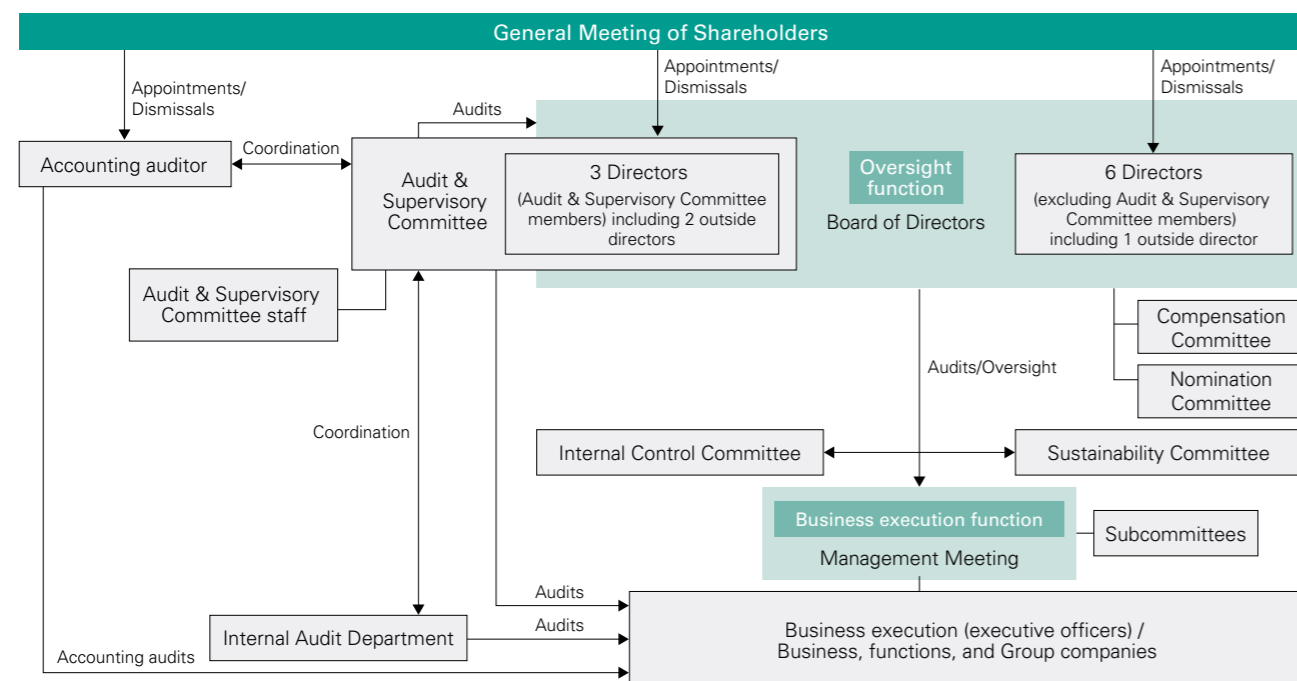 General Meeting of Shareholders
Appointments/
Dismissals
Appointments/
Dismissals
Appointments/
Dismissals
Audits
Accounting auditor
Coordination
Audit &
Supervisory
Committee
3 Directors
(Audit & Supervisory Committee
members) including 2 outside
directors
Oversight
function
Board of Directors
6 Directors
(excluding Audit & Supervisory
Committee members)
including 1 outside director
Audit & Supervisory
Committee staff
Compensation
Committee
Audits/Oversight
Nomination
Committee
Coordination
Internal Control Committee
Sustainability Committee
Business execution function
Management Meeting
Subcommittees
Audits
Internal Audit Department
Audits
Business execution (executive officers) /
Business, functions, and Group companies
Accounting audits